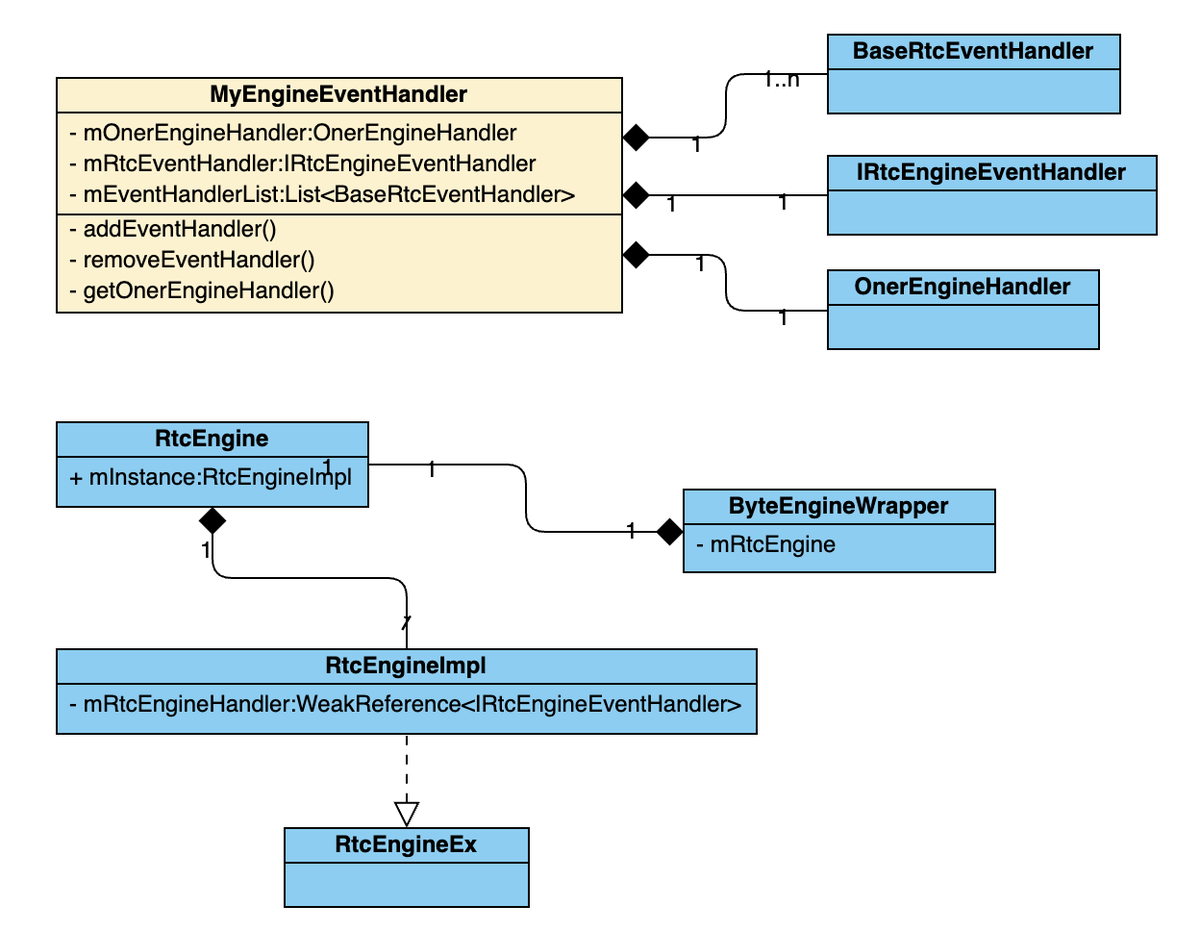 MyEngineEventHandler
- mOnerEngineHandler:OnerEngineHandler
- mRtcEventHandler:IRtcEngineEventHandler
- mEventHandlerList:List<BaseRtcEventHandler>
- addEventHandler()
- removeEventHandler()
- getOnerEngineHandler()
1
1..n
BaseRtcEventHandler
1
1
IRtcEngineEventHandler
1
1
OnerEngineHandler
RtcEngine
+ mInstance:RtcEngineImpl
1
1
1
ByteEngineWrapper
- mRtcEngine
1
RtcEngineImpl
- mRtcEngineHandler:WeakReference<IRtcEngineEventHandler>
RtcEngineEx